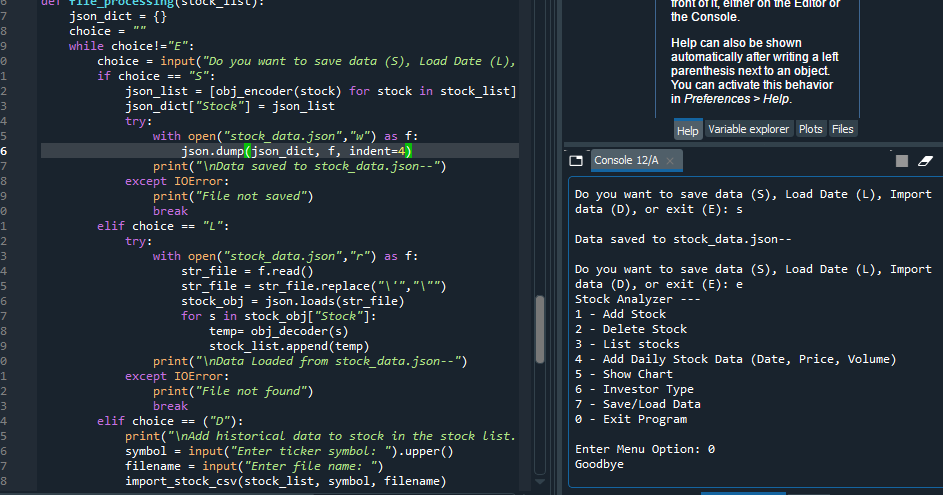 def file_processing(stock_list):
json_dict = {}
choice = ""
while choice!="E":
choice = input("Do you want to save data (S), Load Date (L),
if choice == "S":
json_list = [obj_encoder(stock) for stock in stock_list]
json_dict["Stock"] = json_list
try:
with open("stock_data.json","w") as f:
json.dump(json_dict, f, indent=4)
print("\nData saved to stock_data.json--")
except IOError:
print("File not saved")
break
elif choice == "L":
try:
with open("stock_data.json","r") as f:
str_file = f.read()
str_file = str_file.replace("\'","\"")
stock_obj = json.loads(str_file)
for s in stock_obj["Stock"]:
temp= obj_decoder(s)
stock_list.append(temp)
print("\nData Loaded from stock_data.json--")
except IOError:
print("File not found")
break
elif choice == ("D"):
print("\nAdd historical data to stock in the stock list.
symbol = input("Enter ticker symbol: ").upper()
filename = input("Enter file name: ")
import_stock_csv(stock_list, symbol, filename)
front of it, either on the Editor or
the Console.
Help can also be shown
automatically after writing a left
parenthesis next to an object.
You can activate this behavior
in Preferences > Help.
Help Variable explorer Plots Files
Console 12/A
Do you want to save data (S), Load Date (L), Import
data (D), or exit (E): s
Data saved to stock_data.json--
Do you want to save data (S), Load Date (L), Import
data (D), or exit (E): e
Stock Analyzer ---
1 - Add Stock
2 - Delete Stock
3 - List stocks
4 - Add Daily Stock Data (Date, Price, Volume)
5 - Show Chart
6 - Investor Type
7 - Save/Load Data
0 - Exit Program
Enter Menu Option: 0
Goodbye